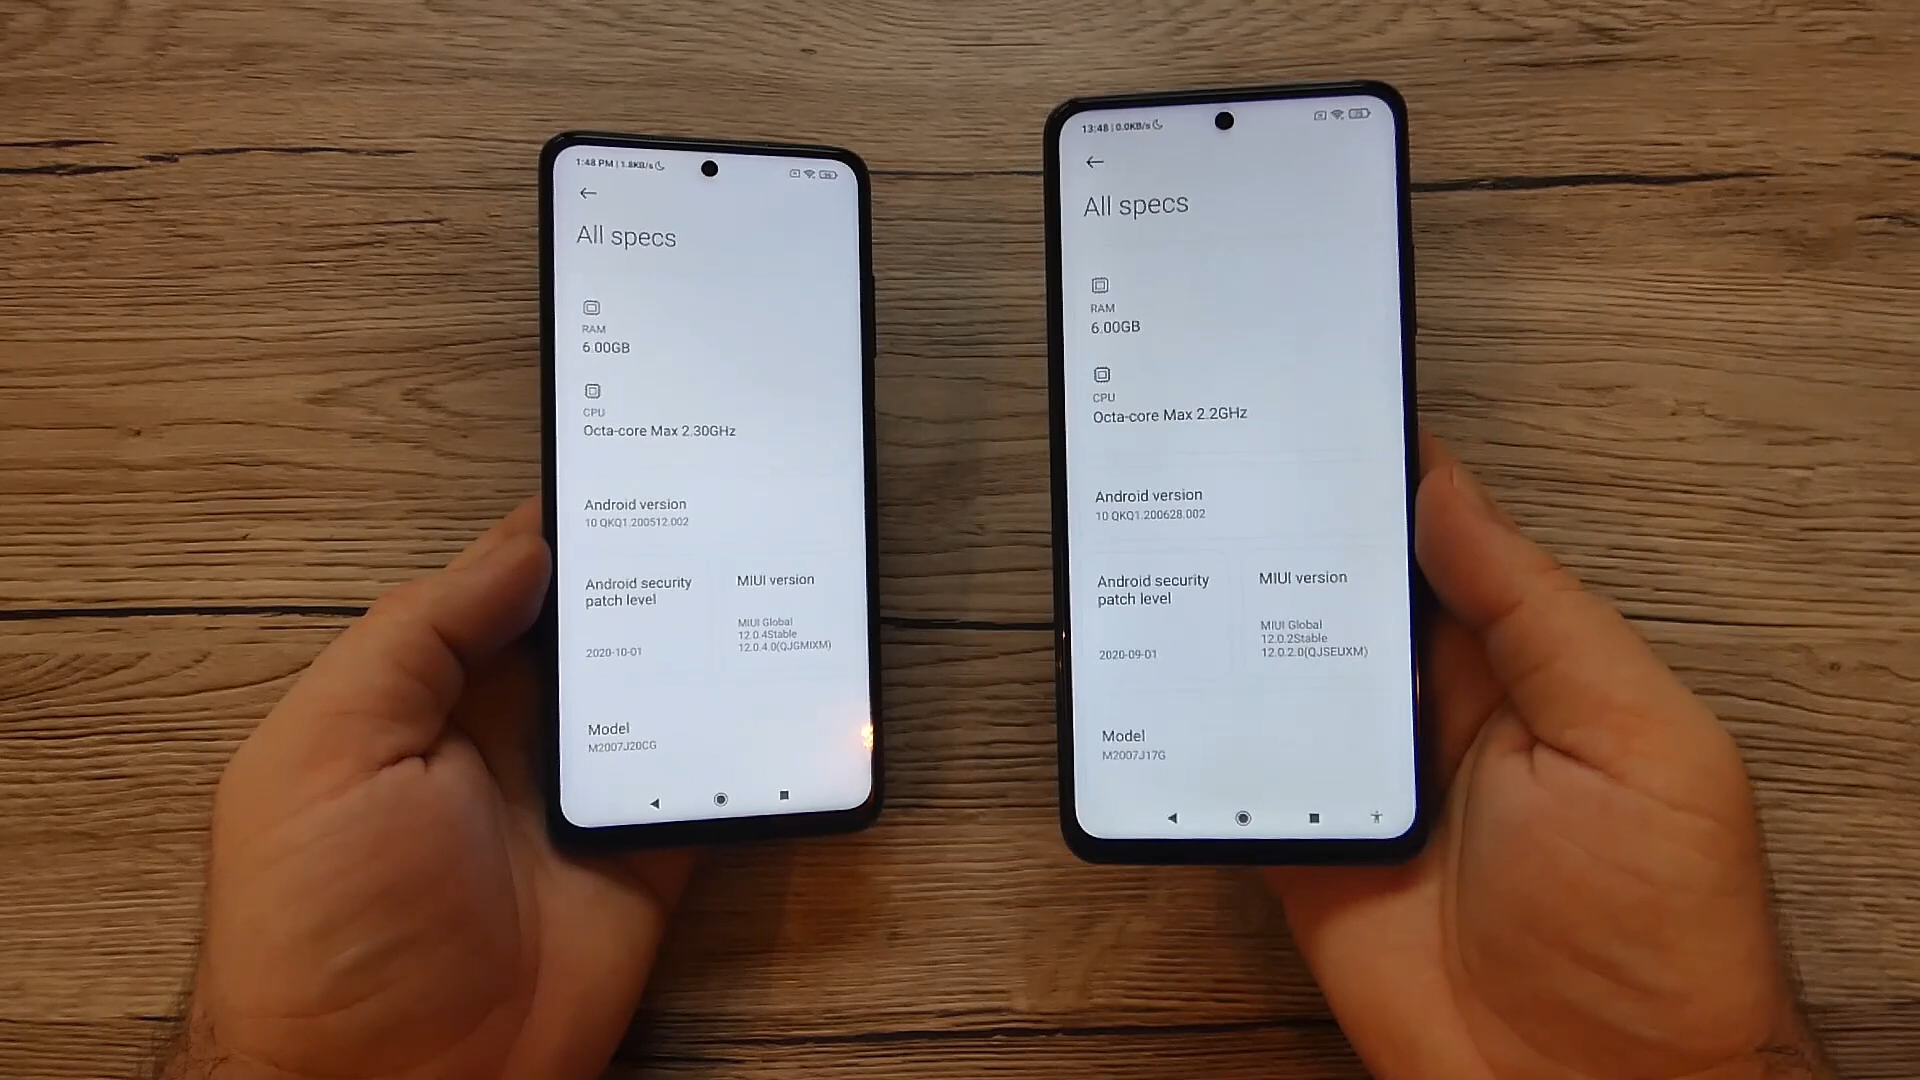 1:48 PM | 1.8KB/s
All specs
RAM
6.00GB
CPU
Octa-core Max 2.30GHz
Android version
10 QKQ1.200512.002
Android security
patch level
2020-10-01
MIUI version
MIUI Global
12.0.4Stable
12.0.4.0(QJGMIXM)
Model
M2007J20CG
13:48 | 0.0KB/s
All specs
RAM
6.00GB
CPU
Octa-core Max 2.2GHz
Android version
10 QKQ1.200628.002
Android security
patch level
2020-09-01
MIUI version
MIUI Global
12.0.2Stable
12.0.2.0(QJSEUXM)
Model
M2007J17G